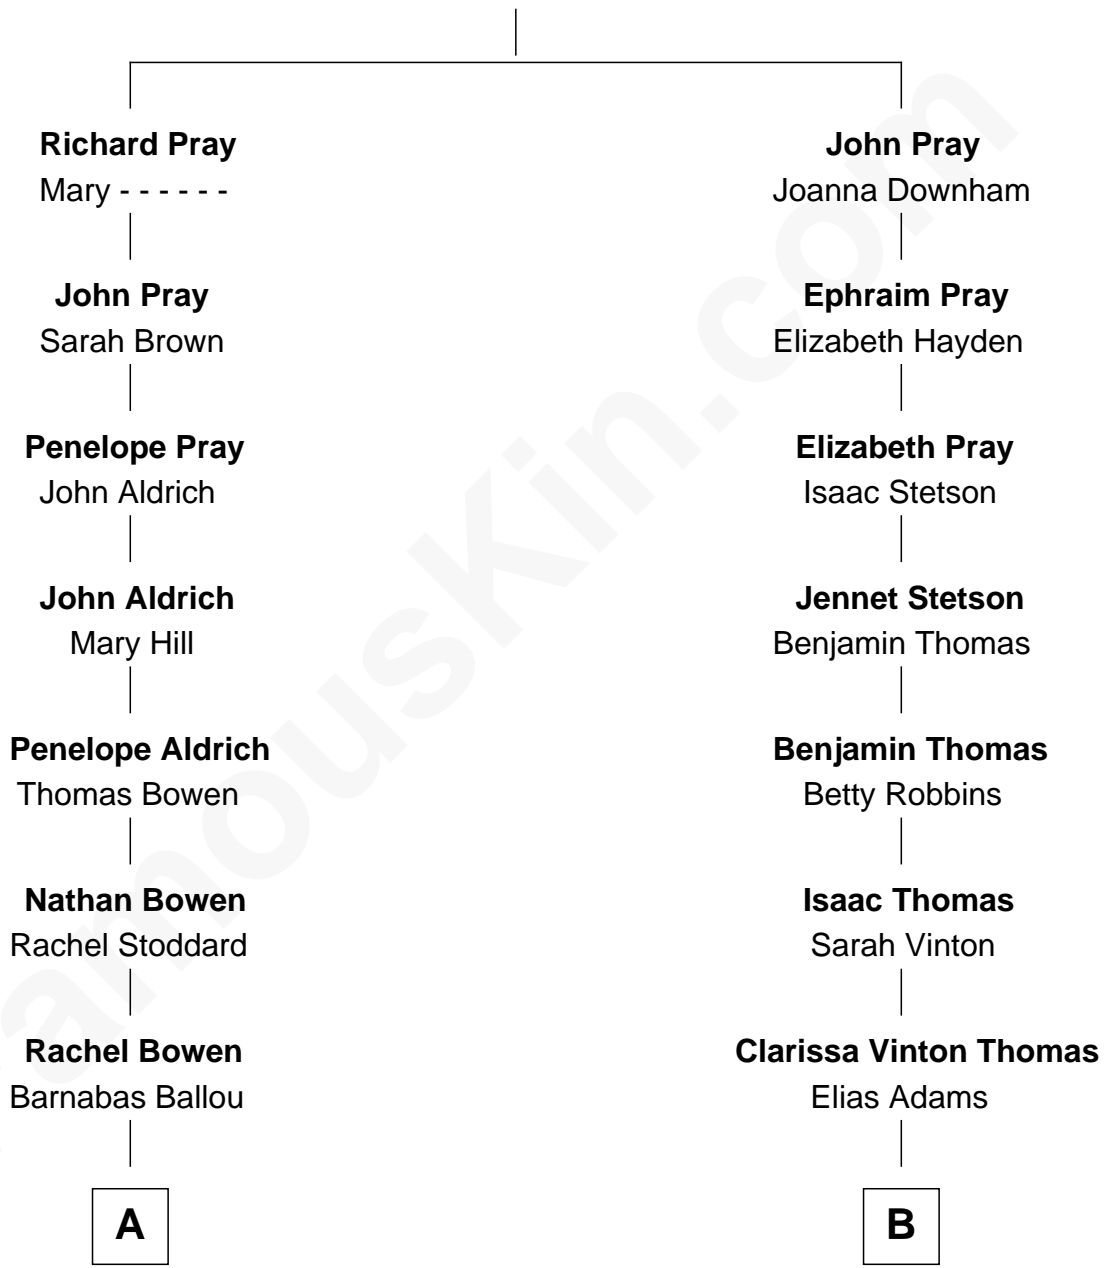 Richard Pray
Mary - - - - - -
John Pray
Joanna Downham
John Pray
Sarah Brown
Ephraim Pray
Elizabeth Hayden
Penelope Pray
John Aldrich
Elizabeth Pray
Isaac Stetson
John Aldrich
Mary Hill
Jennet Stetson
Benjamin Thomas
Penelope Aldrich
Thomas Bowen
Benjamin Thomas
Betty Robbins
Nathan Bowen
Rachel Stoddard
Isaac Thomas
Sarah Vinton
Rachel Bowen
Barnabas Ballou
Clarissa Vinton Thomas
Elias Adams
A
B
amouskin.com